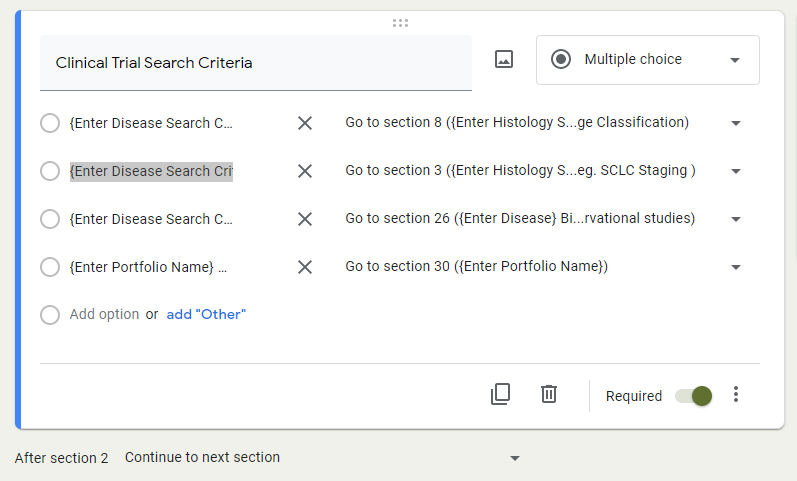 Clinical Trial Search Criteria
Multiple choice
{Enter Disease Search C... Go to section 8 ({Enter Histology S...ge Classification)
{Enter Disease Search Cri Go to section 3 ({Enter Histology S...eg. SCLC Staging )
{Enter Disease Search C... Go to section 26 ({Enter Disease} Bi...rvational studies)
{Enter Portfolio Name} ... Go to section 30 ({Enter Portfolio Name})
Add option or add "Other"
Required
After section 2 Continue to next section